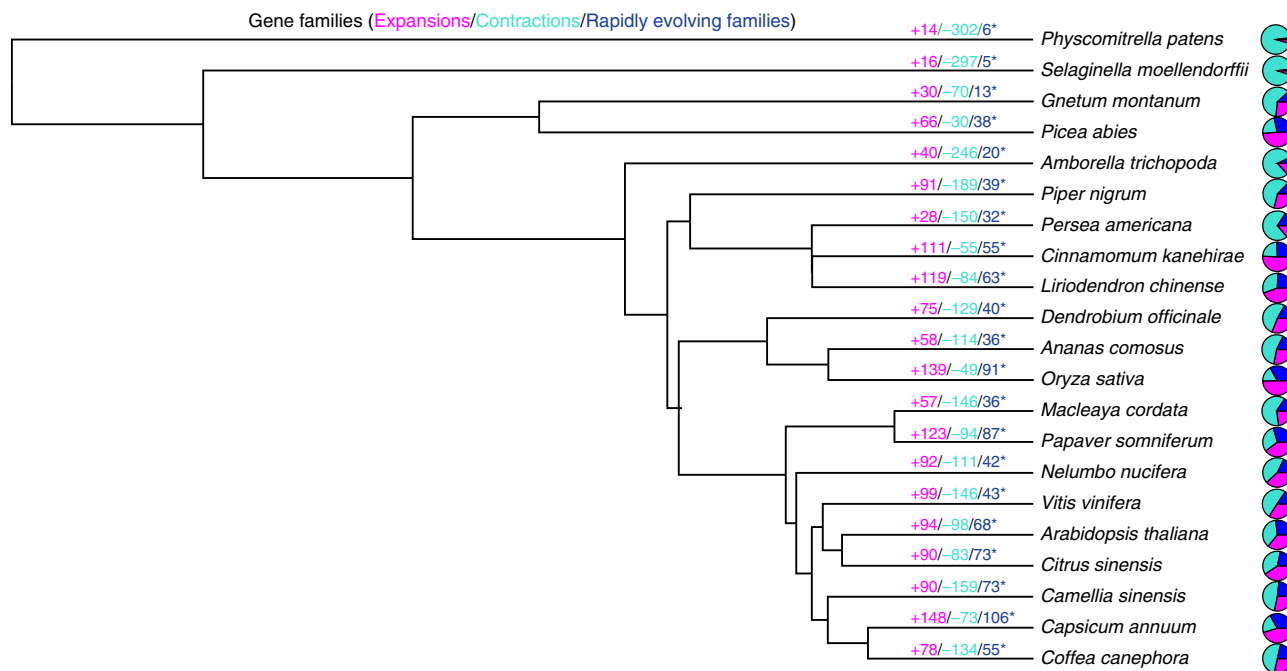 Gene families (Expansions/Contractions/Rapidly evolving families)
+14/–302/6* Physcomitrella patens
+16/–297/5* Selaginella moellendorffii
+30/–70/13* Gnetum montanum
+66/–30/38* Picea abies
+40/–246/20* Amborella trichopoda
+91/–189/39* Piper nigrum
+28/–150/32* Persea americana
+111/–55/55* Cinnamomum kanehirae
+119/–84/63* Liriodendron chinense
+75/–129/40* Dendrobium officinale
+58/–114/36* Ananas comosus
+139/–49/91* Oryza sativa
+57/–146/36* Macleaya cordata
+123/–94/87* Papaver somniferum
+92/–111/42* Nelumbo nucifera
+99/–146/43* Vitis vinifera
+94/–98/68* Arabidopsis thaliana
+90/–83/73* Citrus sinensis
+90/–159/73* Camellia sinensis
+148/–73/106* Capsicum annuum
+78/–134/55* Coffea canephora